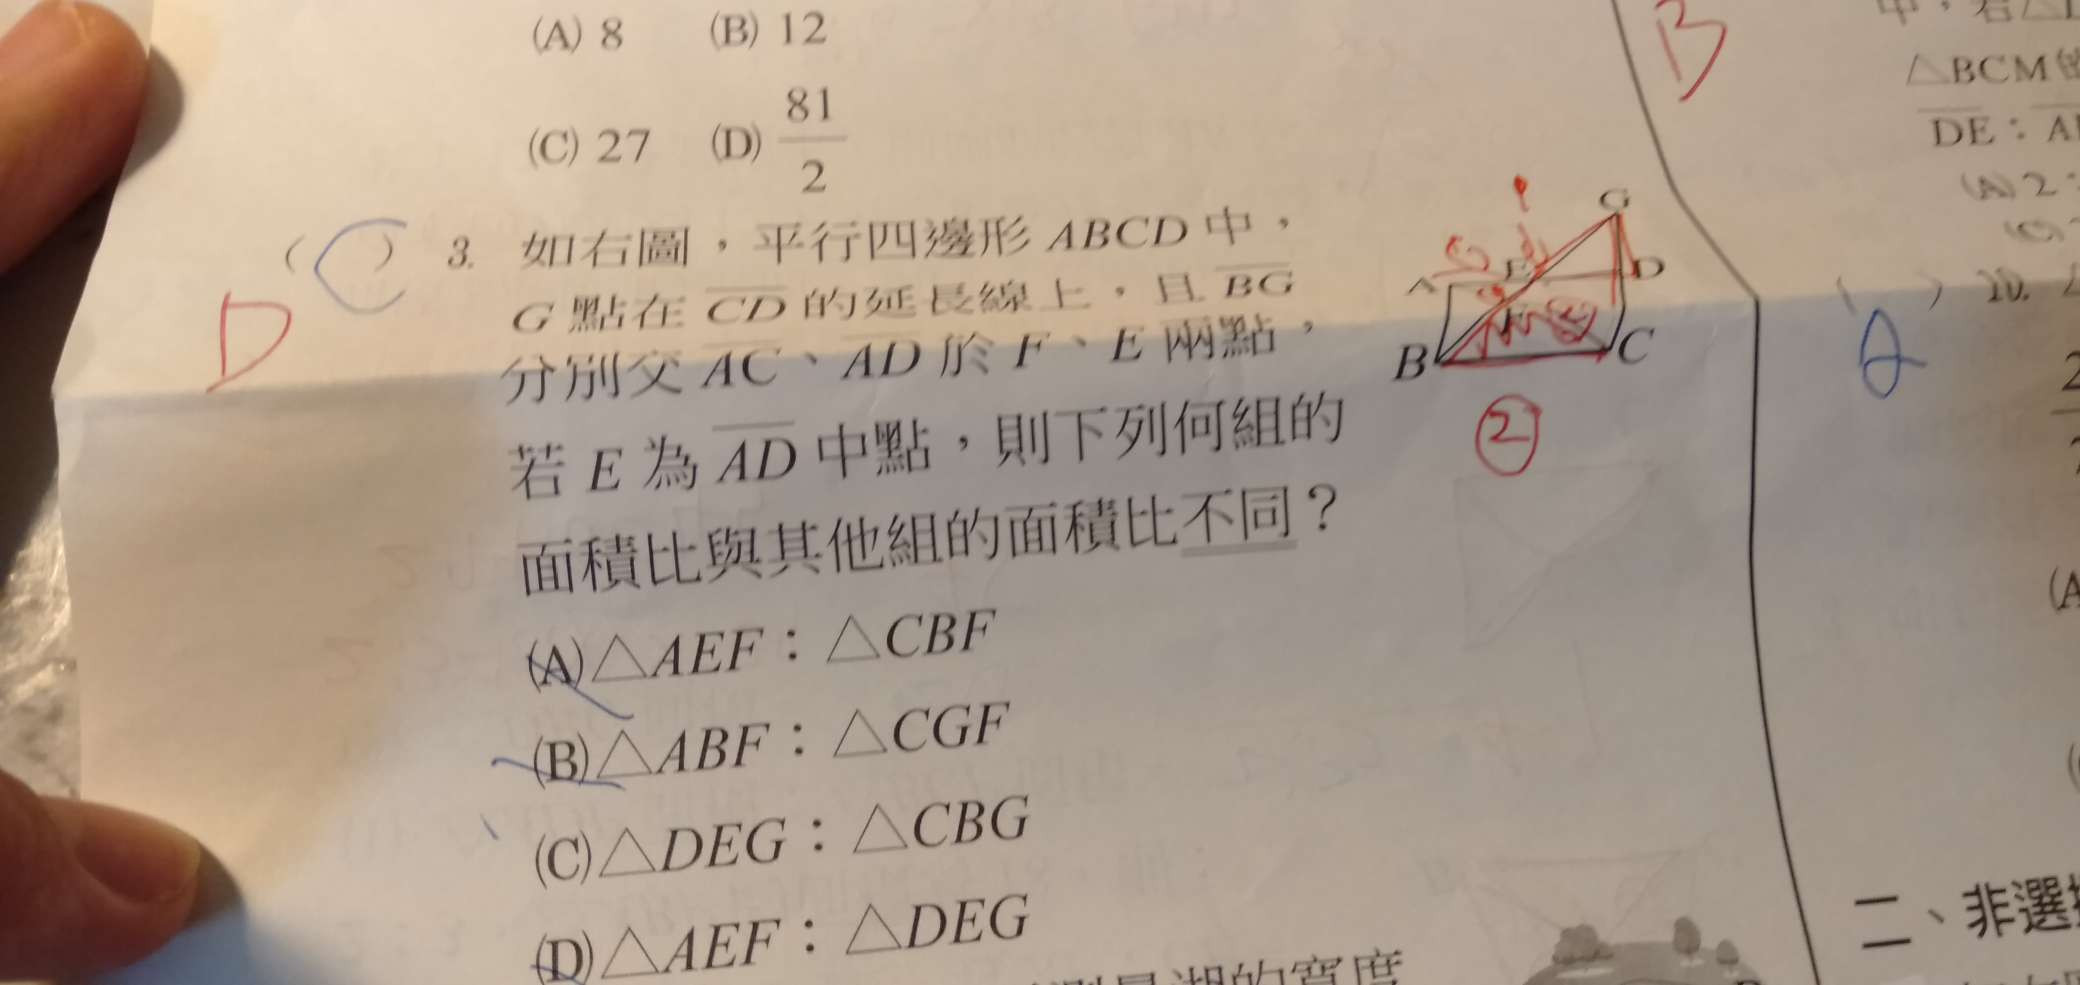 (A) 8 (B) 12
(C) 27 (D) 81/2
( C ) 3. 如右圖，平行四邊形 ABCD 中，
D
G 點在 CD 的延長線上，且 BG
分別交 AC、AD 於 F、E 兩點，
若 E 為 AD 中點，則下列何組的
面積比與其他組的面積比不同？
(A)△AEF：△CBF
(B)△ABF：△CGF
(C)△DEG：△CBG
(D)△AEF：△DEG
G
A E D
F
B C
②
B
△BCM
DE：
(A) 2：
( ) 10.
A
2
(A
二、非選